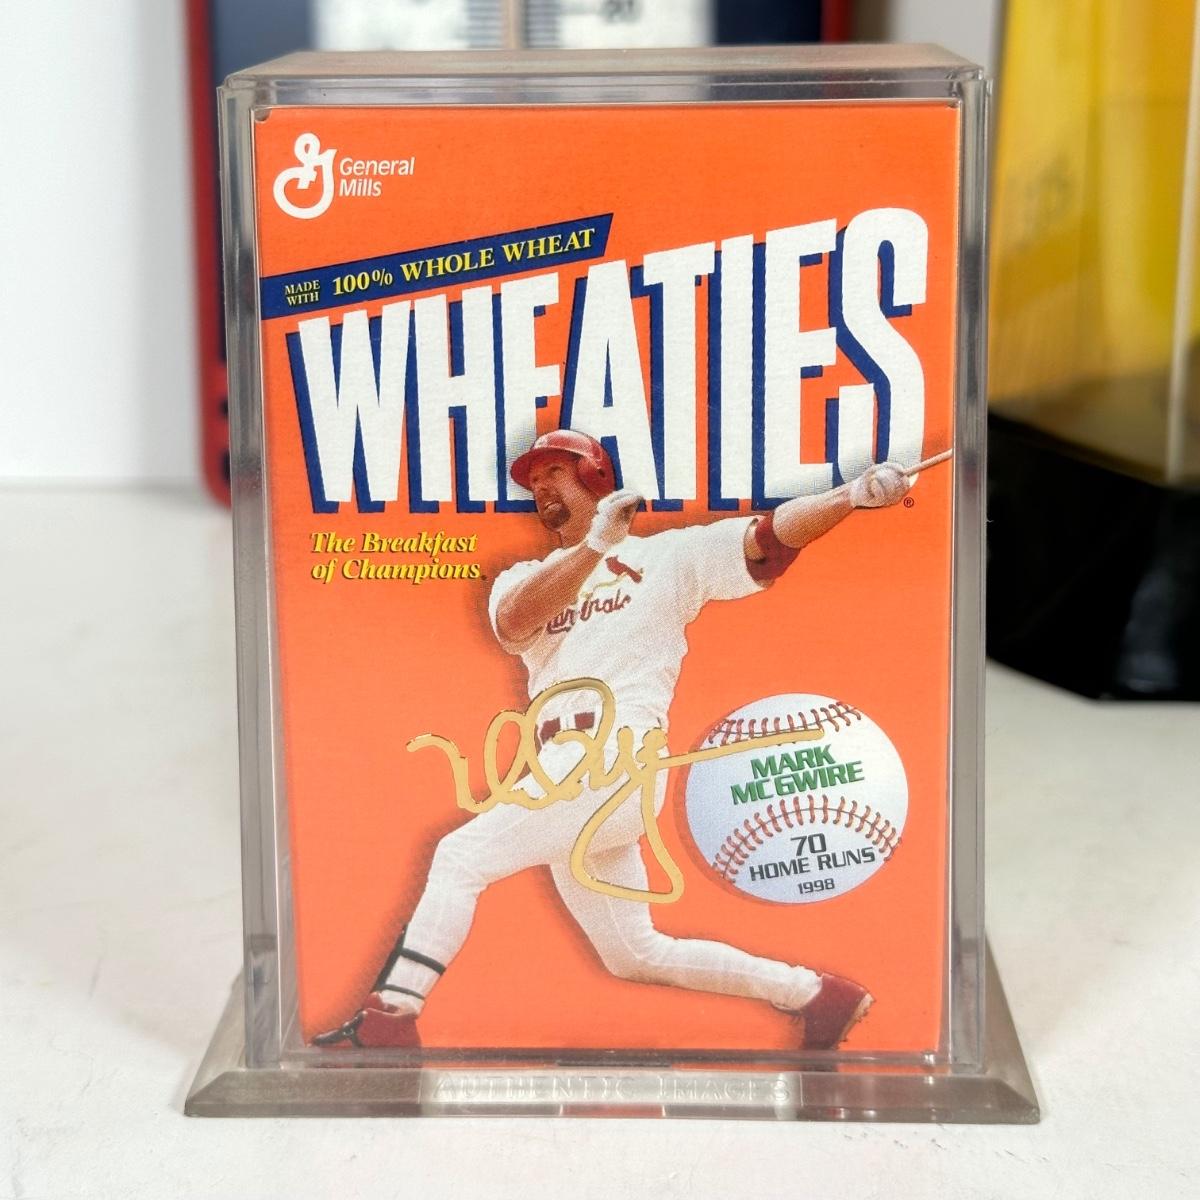 General
Mills
MADE
WITH
100% WHOLE WHEAT
WHEATIES
®
The Breakfast
of Champions
Cardinals
MARK
MCGWIRE
70
HOME RUNS
1998
AUTHENTIC IMAGES